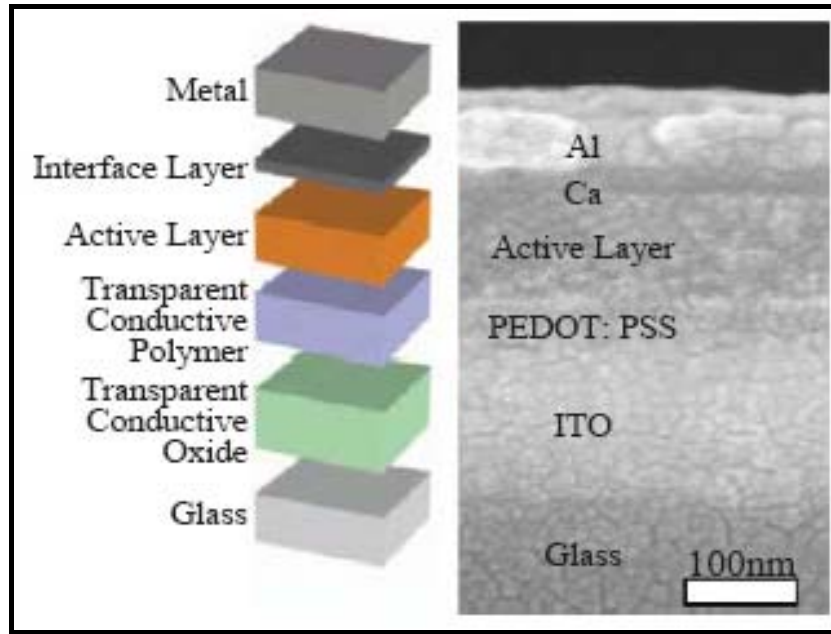 Metal
Interface Layer
Active Layer
Transparent
Conductive
Polymer
Transparent
Conductive
Oxide
Glass
Al
Ca
Active Layer
PEDOT: PSS
ITO
Glass
100nm